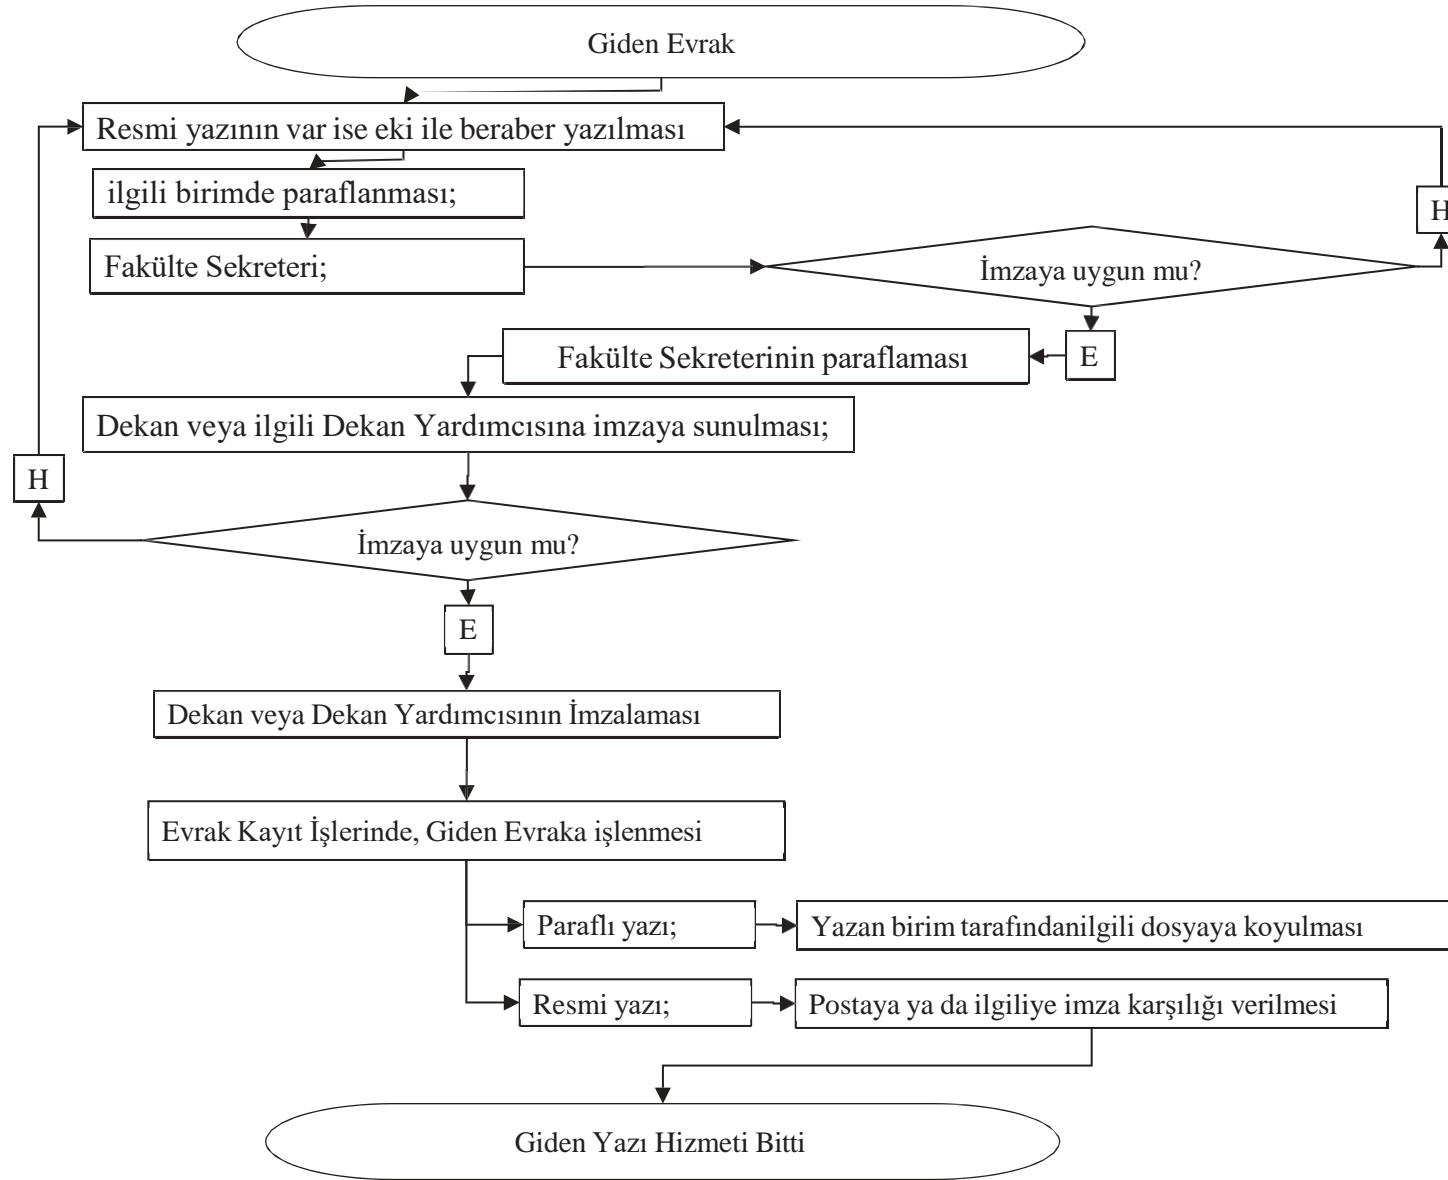 Giden Evrak
Resmi yazının var ise eki ile beraber yazılması
ilgili birimde paraflanması;
H
Fakülte Sekreteri;
İmzaya uygun mu?
Fakülte Sekreterinin paraflaması
E
Dekan veya ilgili Dekan Yardımcısına imzaya sunulması;
H
İmzaya uygun mu?
E
Dekan veya Dekan Yardımcısının İmzalaması
Evrak Kayıt İşlerinde, Giden Evraka işlenmesi
Paraflı yazı;
Yazan birim tarafındanilgili dosyaya koyulması
Resmi yazı;
Postaya ya da ilgiliye imza karşılığı verilmesi
Giden Yazı Hizmeti Bitti